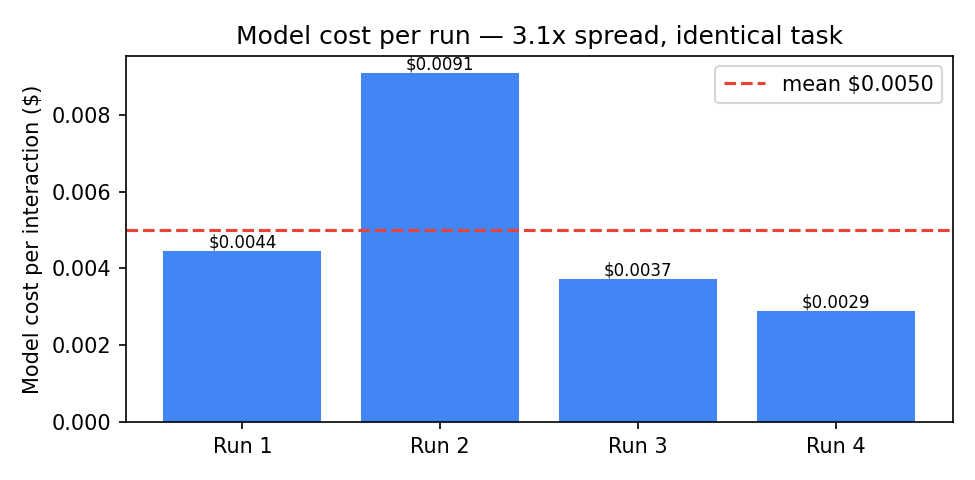 Model cost per run — 3.1x spread, identical task
Model cost per interaction ($)
0.008
0.006
0.004
0.002
0.000
$0.0044
$0.0091
$0.0037
$0.0029
mean $0.0050
Run 1
Run 2
Run 3
Run 4